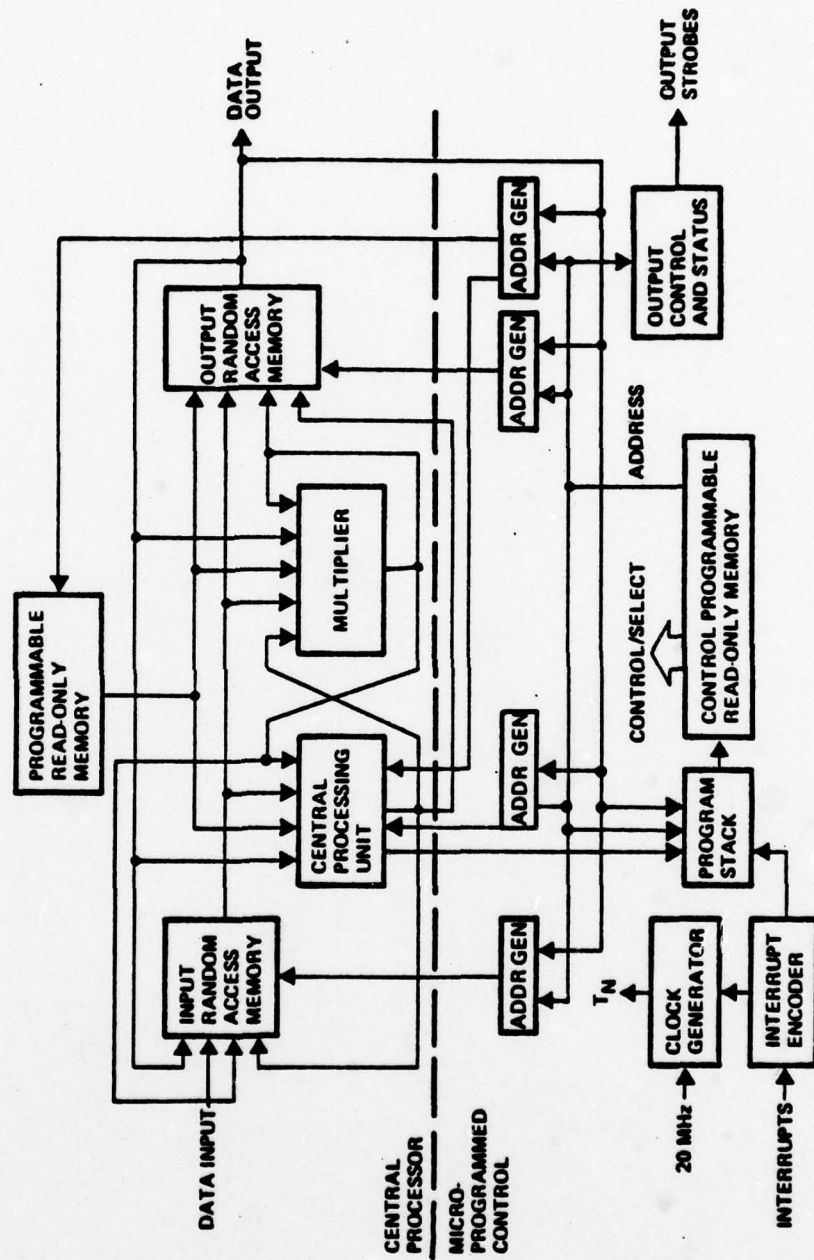 PROGRAMMABLE
READ-ONLY
MEMORY
DATA INPUT
INPUT
RANDOM
ACCESS
MEMORY
CENTRAL
PROCESSING
UNIT
MULTIPLIER
OUTPUT
RANDOM
ACCESS
MEMORY
DATA
OUTPUT
CENTRAL
PROCESSOR
MICRO-
PROGRAMMED
CONTROL
ADDR GEN
ADDR GEN
ADDR GEN
ADDR GEN
TN
20 MHz
CLOCK
GENERATOR
INTERRUPTS
INTERRUPT
ENCODER
PROGRAM
STACK
CONTROL/SELECT
ADDRESS
CONTROL PROGRAMMABLE
READ-ONLY MEMORY
OUTPUT
CONTROL
AND STATUS
OUTPUT
STROBES